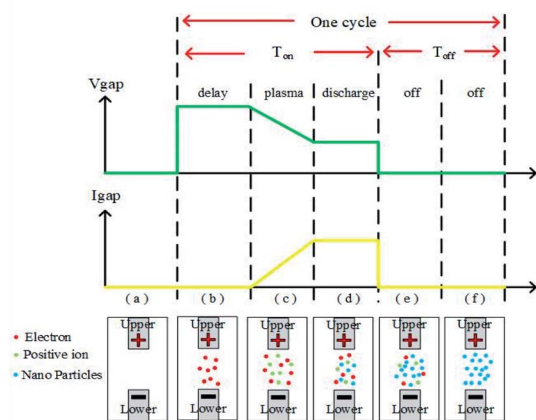 One cycle
Ton Toff
Vgap
delay plasma discharge off off
Igap
(a) (b) (c) (d) (e) (f)
Electron
Positive ion
Nano Particles
Upper Upper Upper Upper Upper Upper
+ + + + + +
- - - - - -
Lower Lower Lower Lower Lower Lower